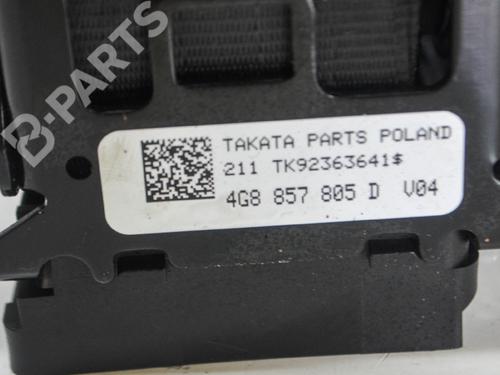 B-PARTS
TAKATA PARTS POLAND
211 TK92363641$
4G8 857 805 D V04